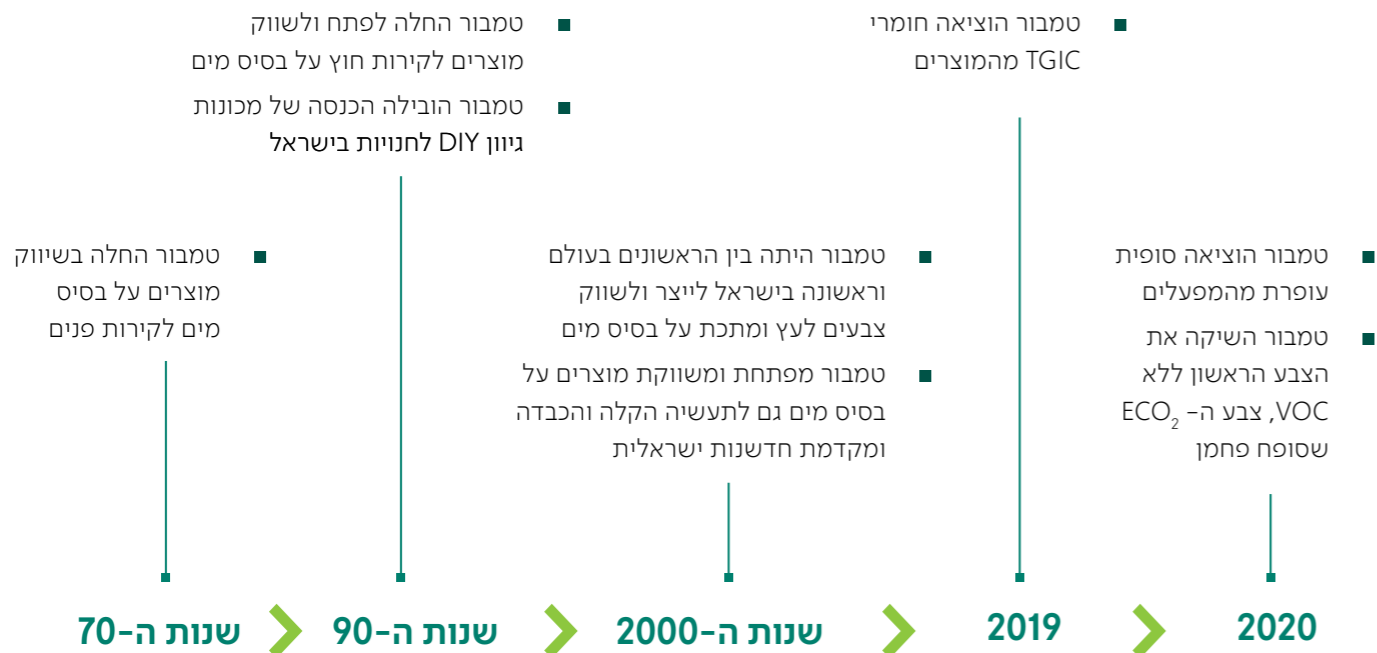 טמבור החלה בשיווק
מוצרים על בסיס
מים לקירות פנים
שנות ה-70
טמבור החלה לפתח ולשווק
מוצרים לקירות חוץ על בסיס מים
טמבור הובילה הכנסה של מכונות
גיוון DIY לחנויות בישראל
שנות ה-90
טמבור היתה בין הראשונים בעולם
וראשונה בישראל לייצר ולשווק
צבעים לעץ ומתכת על בסיס מים
טמבור מפתחת ומשווקת מוצרים על
בסיס מים גם לתעשיה הקלה והכבדה
ומקדמת חדשנות ישראלית
שנות ה-2000
טמבור הוציאה חומרי
TGIC מהמוצרים
2019
טמבור הוציאה סופית
עופרת מהמפעלים
טמבור השיקה את
הצבע הראשון ללא
VOC, צבע ה- ECO₂
שסופח פחמן
2020